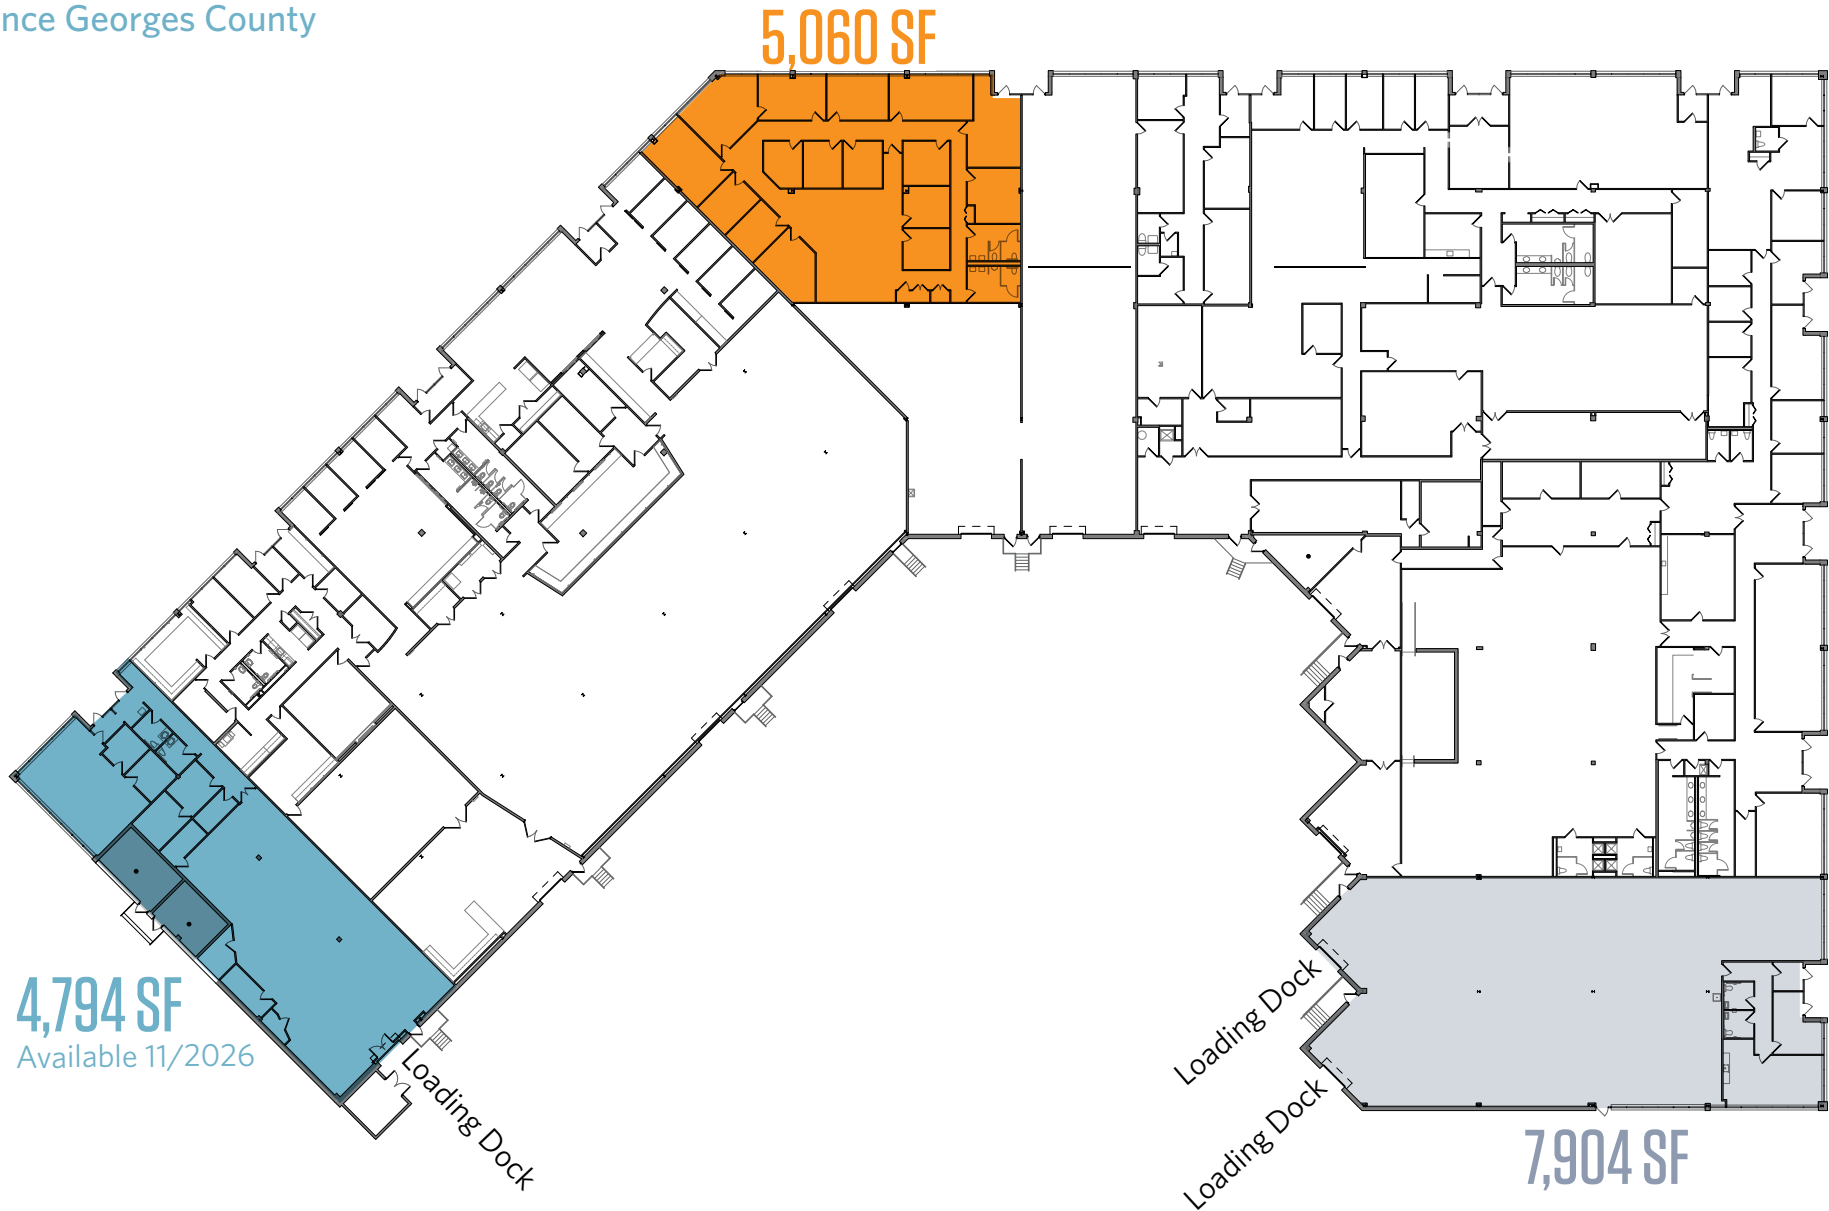 nce Georges County
5,060 SF
4,794 SF
Available 11/2026
Loading Dock
Loading Dock
Loading Dock
7,904 SF